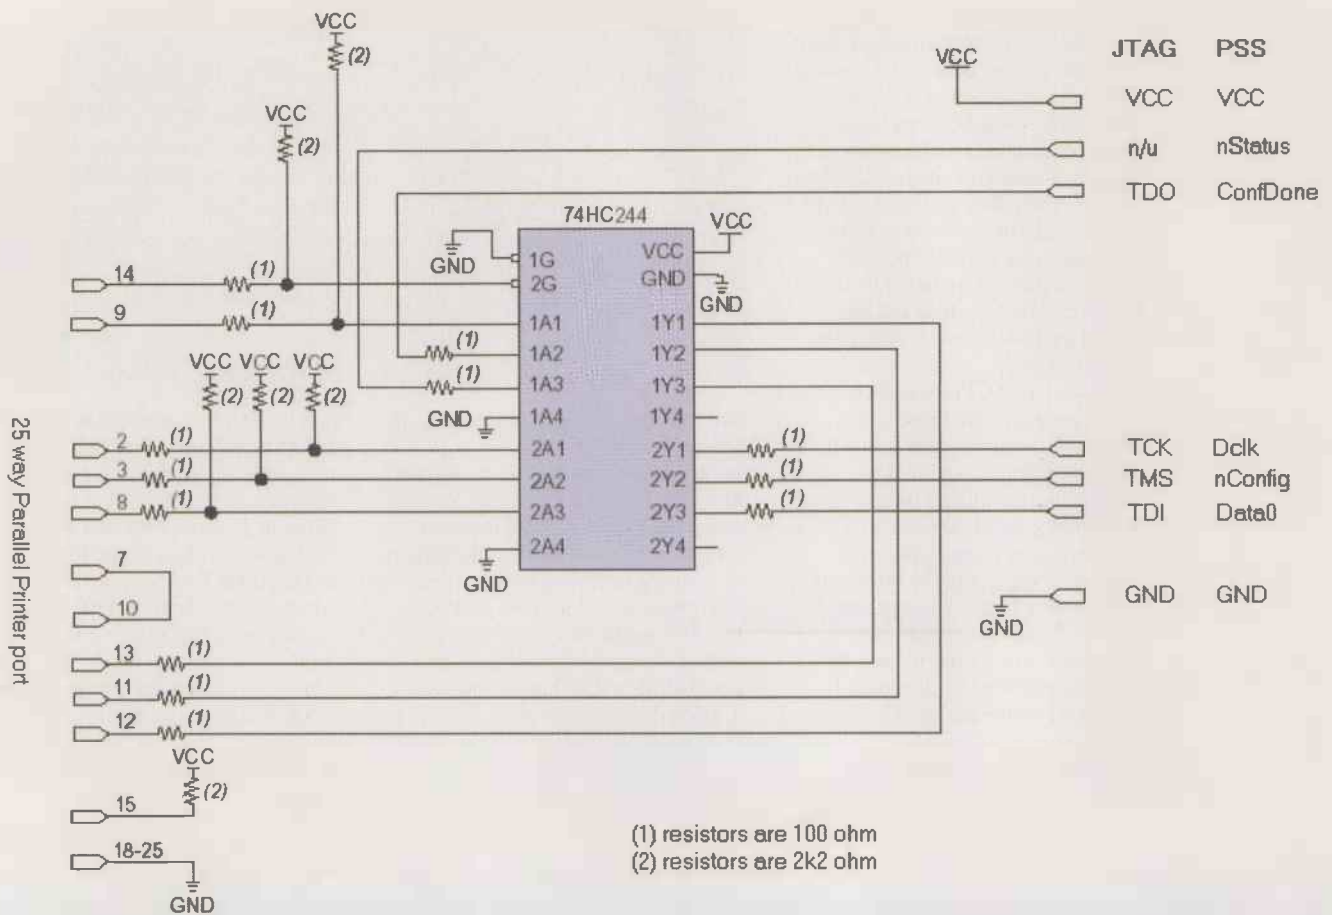 VCC
(2)
VCC
(2)
VCC
JTAG PSS
VCC VCC
n/u nStatus
TDO ConfDone
74HC244
VCC
GND
1G
VCC
2G
GND
GND
14
(1)
9
(1)
1A1
1Y1
(1)
1A2
1Y2
(1)
1A3
1Y3
VCC VCC VCC
(2) (2) (2)
GND
1A4
1Y4
2
(1)
2A1
2Y1
(1)
TCK Dclk
3
(1)
2A2
2Y2
(1)
TMS nConfig
8
(1)
2A3
2Y3
(1)
TDI Data0
2A4
2Y4
GND
7
10
GND GND
GND
13
(1)
11
(1)
12
(1)
VCC
(2)
15
18-25
GND
25 way Parallel Printer port
(1) resistors are 100 ohm
(2) resistors are 2k2 ohm